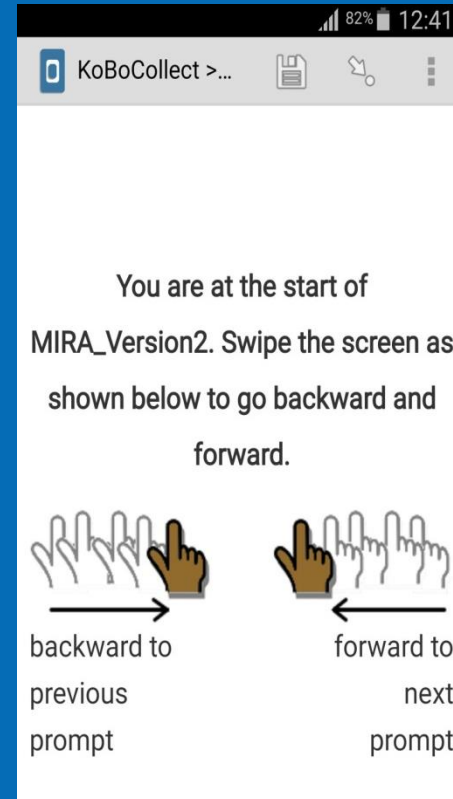 82% 12:41
KoBoCollect >...
You are at the start of
MIRA_Version2. Swipe the screen as
shown below to go backward and
forward.
backward to
previous
prompt
forward to
next
prompt